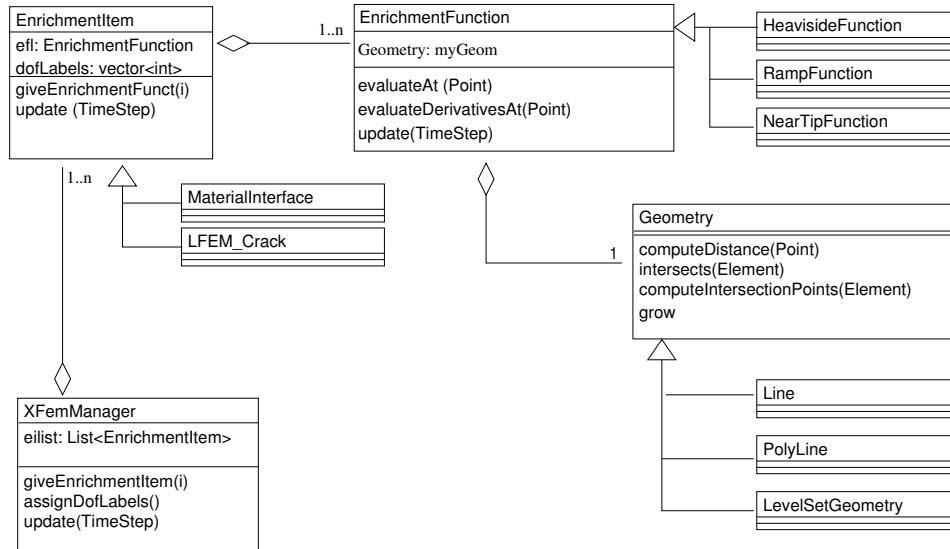 EnrichmentItem
efl: EnrichmentFunction
dofLabels: vector<int>
giveEnrichmentFunct(i)
update (TimeStep)
1..n
EnrichmentFunction
Geometry: myGeom
evaluateAt (Point)
evaluateDerivativesAt(Point)
update(TimeStep)
HeavisideFunction
RampFunction
NearTipFunction
1..n
MaterialInterface
LFEM_Crack
1
Geometry
computeDistance(Point)
intersects(Element)
computeIntersectionPoints(Element)
grow
Line
PolyLine
LevelSetGeometry
XFemManager
eilist: List<EnrichmentItem>
giveEnrichmentItem(i)
assignDofLabels()
update(TimeStep)